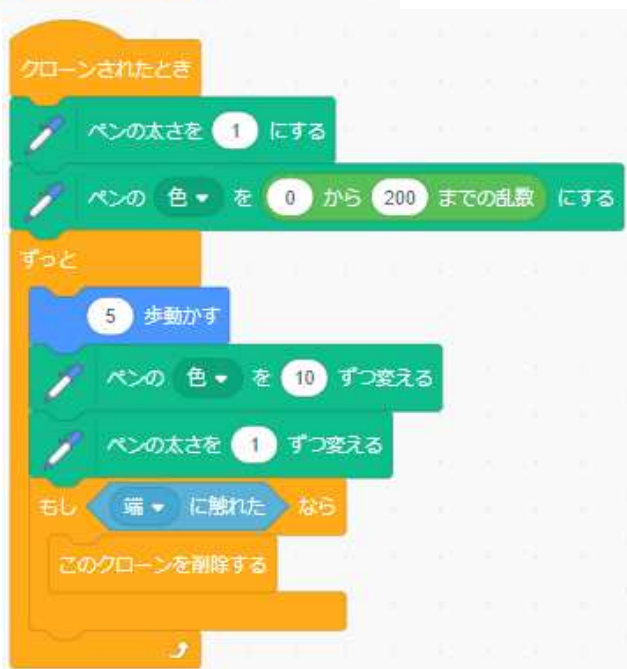 クローンされたとき
ペンの太さを 1 にする
ペンの 色 を 0 から 200 までの乱数 にする
ずっと
5 歩動かす
ペンの 色 を 10 ずつ変える
ペンの太さを 1 ずつ変える
もし 端 に触れた なら
このクローンを削除する